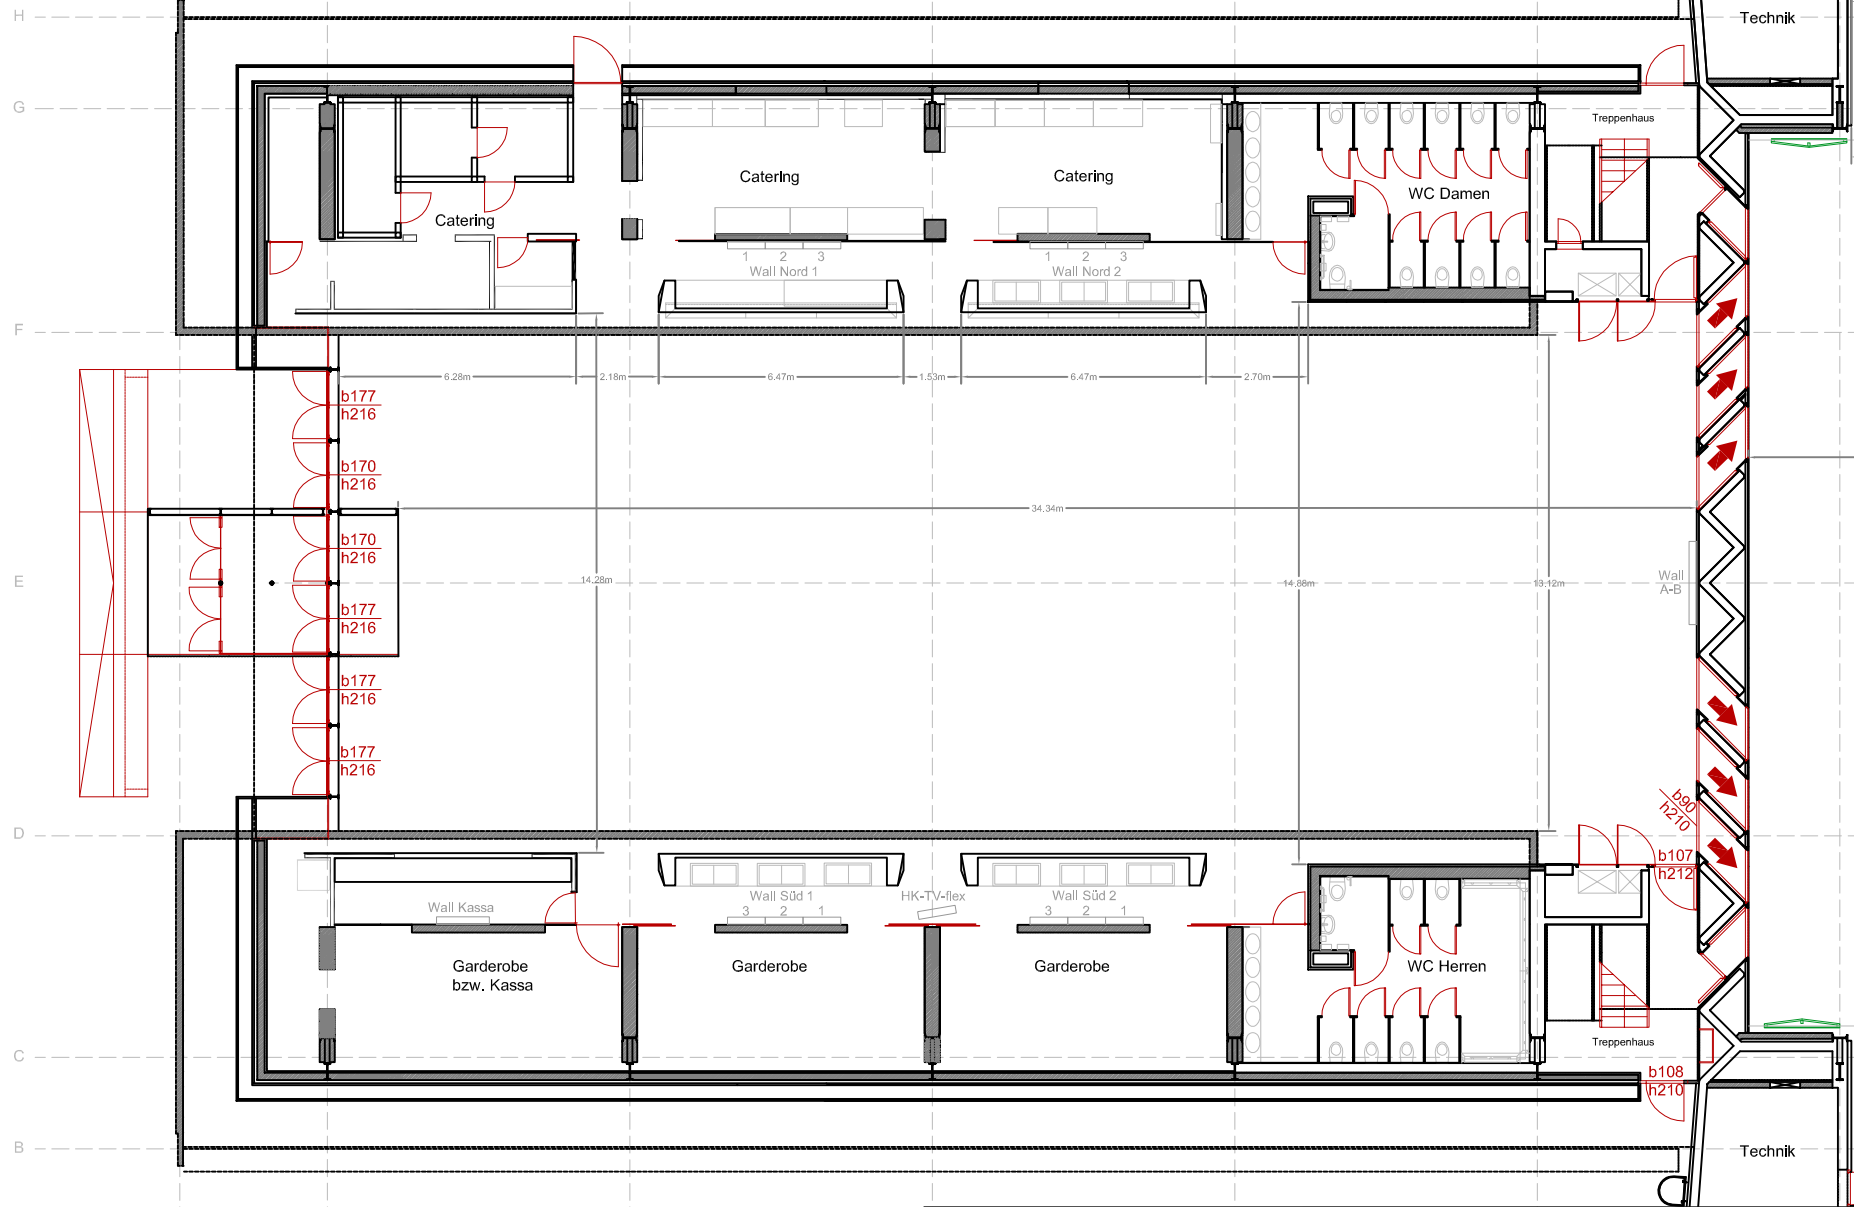 H
Technik
G
Treppenhaus
Catering
Catering
WC Damen
Catering
1 2 3
Wall Nord 1
1 2 3
Wall Nord 2
F
6.28m
2.18m
6.47m
1.53m
6.47m
2.70m
b177
h216
b170
h216
34.34m
b170
h216
E
14.28m
14.88m
13.12m
Wall
A-B
b177
h216
b177
h216
b177
h216
b90
h210
D
b107
h212
Wall Kassa
Wall Süd 1
3 2 1
HK-TV-flex
Wall Süd 2
3 2 1
Garderobe
bzw. Kassa
Garderobe
Garderobe
WC Herren
Treppenhaus
C
b108
h210
B
Technik